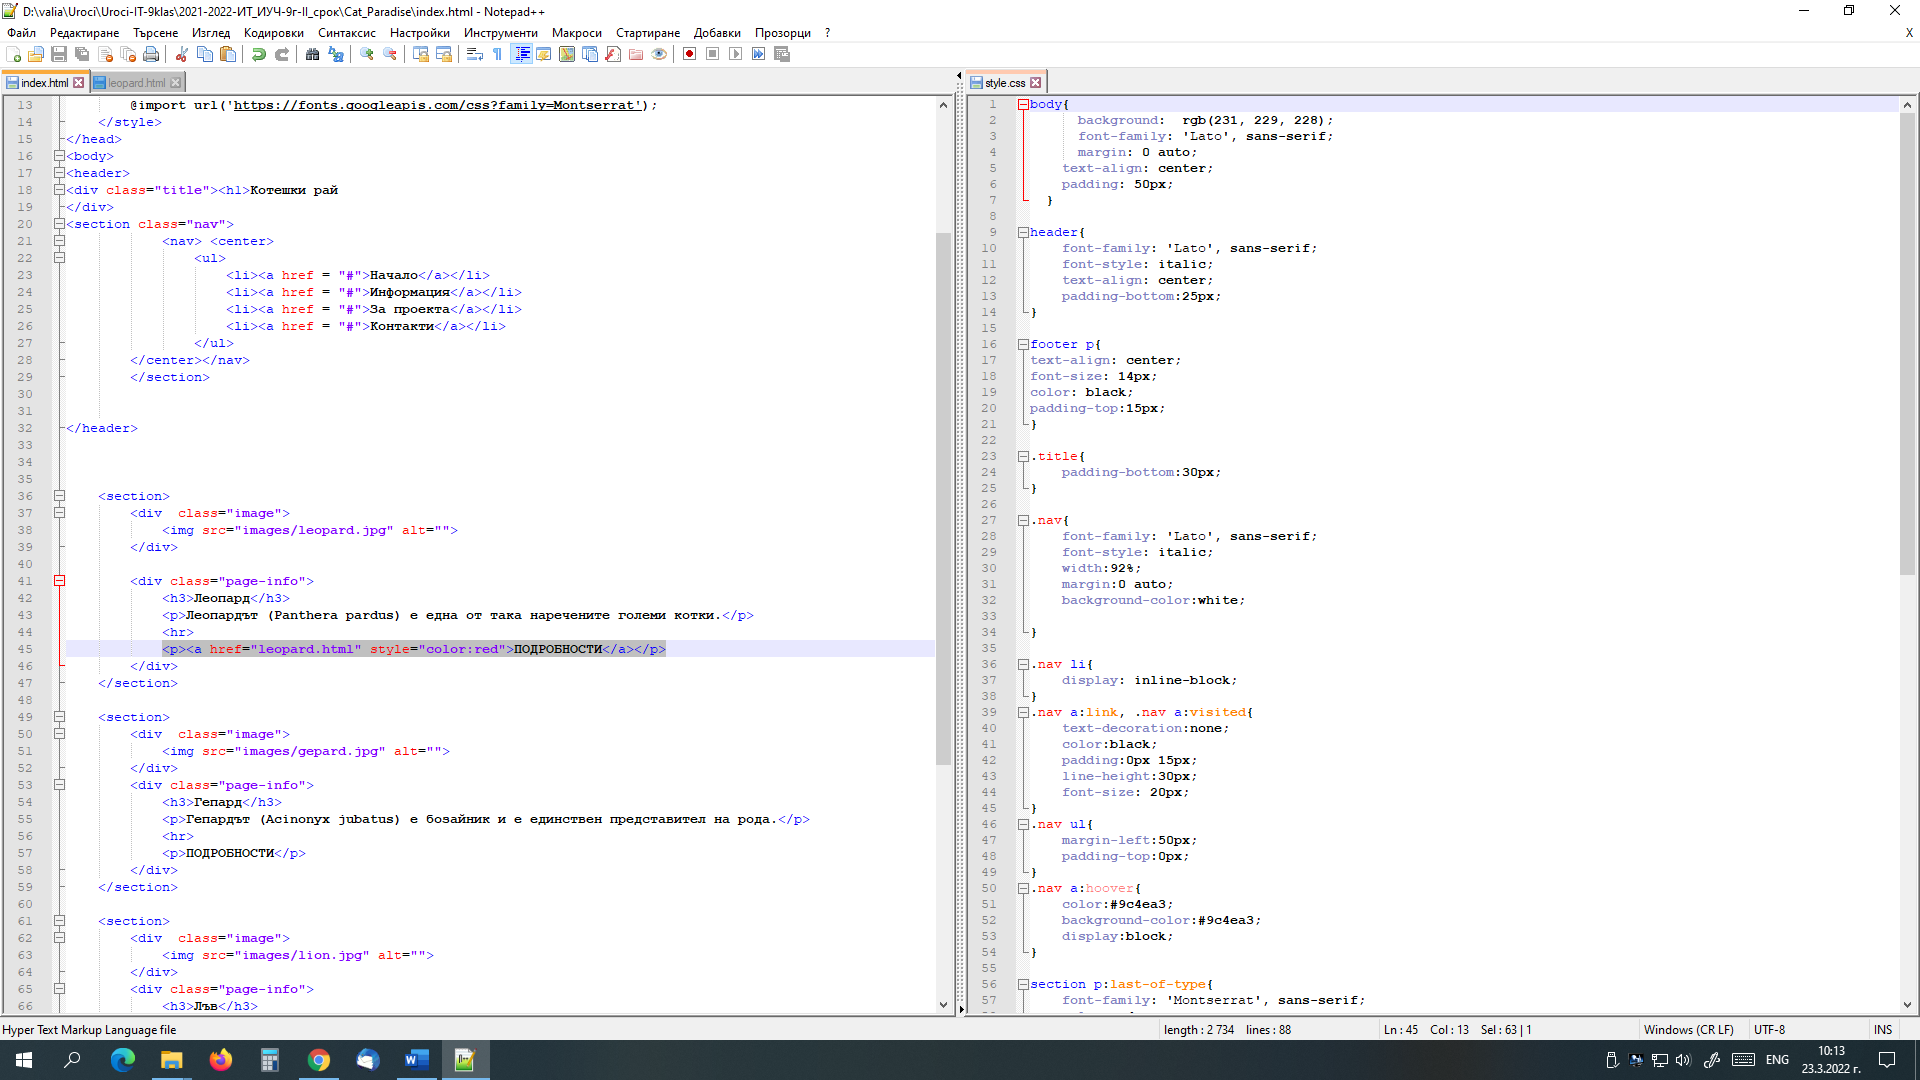 D:\valia\Uroci\Uroci-IT-9klas\2021-2022-ИТ_ИУЧ-9г-II_срок\Cat_Paradise\index.html - Notepad++
Файл Редактиране Търсене Изглед Кодировки Синтаксис Настройки Инструменти Макроси Стартиране Добавки Прозорци ? X
index.html leopard.html
13 @import url('https://fonts.googleapis.com/css?family=Montserrat');
14 </style>
15 </head>
16 <body>
17 <header>
18 <div class="title"><h1>Котешки рай
19 </div>
20 <section class="nav">
21 <nav> <center>
22 <ul>
23 <li><a href = "#">Начало</a></li>
24 <li><a href = "#">Информация</a></li>
25 <li><a href = "#">За проекта</a></li>
26 <li><a href = "#">Контакти</a></li>
27 </ul>
28 </center></nav>
29 </section>
30
31
32 </header>
33
34
35
36 <section>
37 <div  class="image">
38 <img src="images/leopard.jpg" alt="">
39 </div>
40
41 <div class="page-info">
42 <h3>Леопард</h3>
43 <p>Леопардът (Panthera pardus) е една от така наречените големи котки.</p>
44 <hr>
45 <p><a href="leopard.html" style="color:red">ПОДРОБНОСТИ</a></p>
46 </div>
47 </section>
48
49 <section>
50 <div  class="image">
51 <img src="images/gepard.jpg" alt="">
52 </div>
53 <div class="page-info">
54 <h3>Гепард</h3>
55 <p>Гепардът (Acinonyx jubatus) е бозайник и е единствен представител на рода.</p>
56 <hr>
57 <p>ПОДРОБНОСТИ</p>
58 </div>
59 </section>
60
61 <section>
62 <div  class="image">
63 <img src="images/lion.jpg" alt="">
64 </div>
65 <div class="page-info">
66 <h3>Лъв</h3>
style.css
1 body{
2 background:  rgb(231, 229, 228);
3 font-family: 'Lato', sans-serif;
4 margin: 0 auto;
5 text-align: center;
6 padding: 50px;
7 }
8
9 header{
10 font-family: 'Lato', sans-serif;
11 font-style: italic;
12 text-align: center;
13 padding-bottom:25px;
14 }
15
16 footer p{
17 text-align: center;
18 font-size: 14px;
19 color: black;
20 padding-top:15px;
21 }
22
23 .title{
24 padding-bottom:30px;
25 }
26
27 .nav{
28 font-family: 'Lato', sans-serif;
29 font-style: italic;
30 width:92%;
31 margin:0 auto;
32 background-color:white;
33
34 }
35
36 .nav li{
37 display: inline-block;
38 }
39 .nav a:link, .nav a:visited{
40 text-decoration:none;
41 color:black;
42 padding:0px 15px;
43 line-height:30px;
44 font-size: 20px;
45 }
46 .nav ul{
47 margin-left:50px;
48 padding-top:0px;
49 }
50 .nav a:hoover{
51 color:#9c4ea3;
52 background-color:#9c4ea3;
53 display:block;
54 }
55
56 section p:last-of-type{
57 font-family: 'Montserrat', sans-serif;
Hyper Text Markup Language file length : 2 734 lines : 88 Ln : 45 Col : 13 Sel : 63 | 1 Windows (CR LF) UTF-8 INS
ENG 10:13
23.3.2022 г.